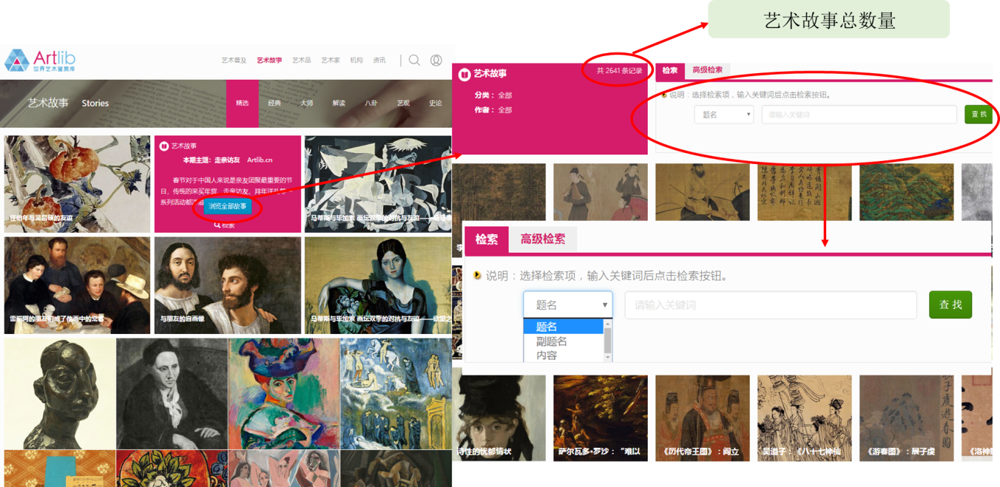 艺术故事总数量
Artlib
世界艺术鉴赏库
艺术普及 艺术故事 艺术品 艺术家 机构 资讯
艺术故事 Stories
精选 经典 大师 解读 八卦 艺观 史论
任伯年与吴昌硕的友谊
艺术故事
本期主题：走亲访友 Artlib.cn
春节对于中国人来说是亲友团聚最重要的节
日，传统的采买年货、走亲访友、拜年送礼等
系列活动都
浏览全部故事
检索
马蒂斯与毕加索 画坛双擎的对抗与友谊——
雷诺阿的朋友们成了他画中的常客
与朋友的自画像
马蒂斯与毕加索 画坛双擎的对抗与友谊——欲望之
艺术故事
共 2641 条记录
分类：全部
作者：全部
检索 高级检索
说明：选择检索项，输入关键词后点击检索按钮。
题名 请输入关键词 查 找
检索 高级检索
说明：选择检索项，输入关键词后点击检索按钮。
题名 请输入关键词 查 找
题名
副题名
内容
诗性的忧郁情状
萨尔瓦多·罗沙：“难以
《历代帝王图》：阎立
吴道子：《八十七神仙
《游春图》：展子虔
《洛神